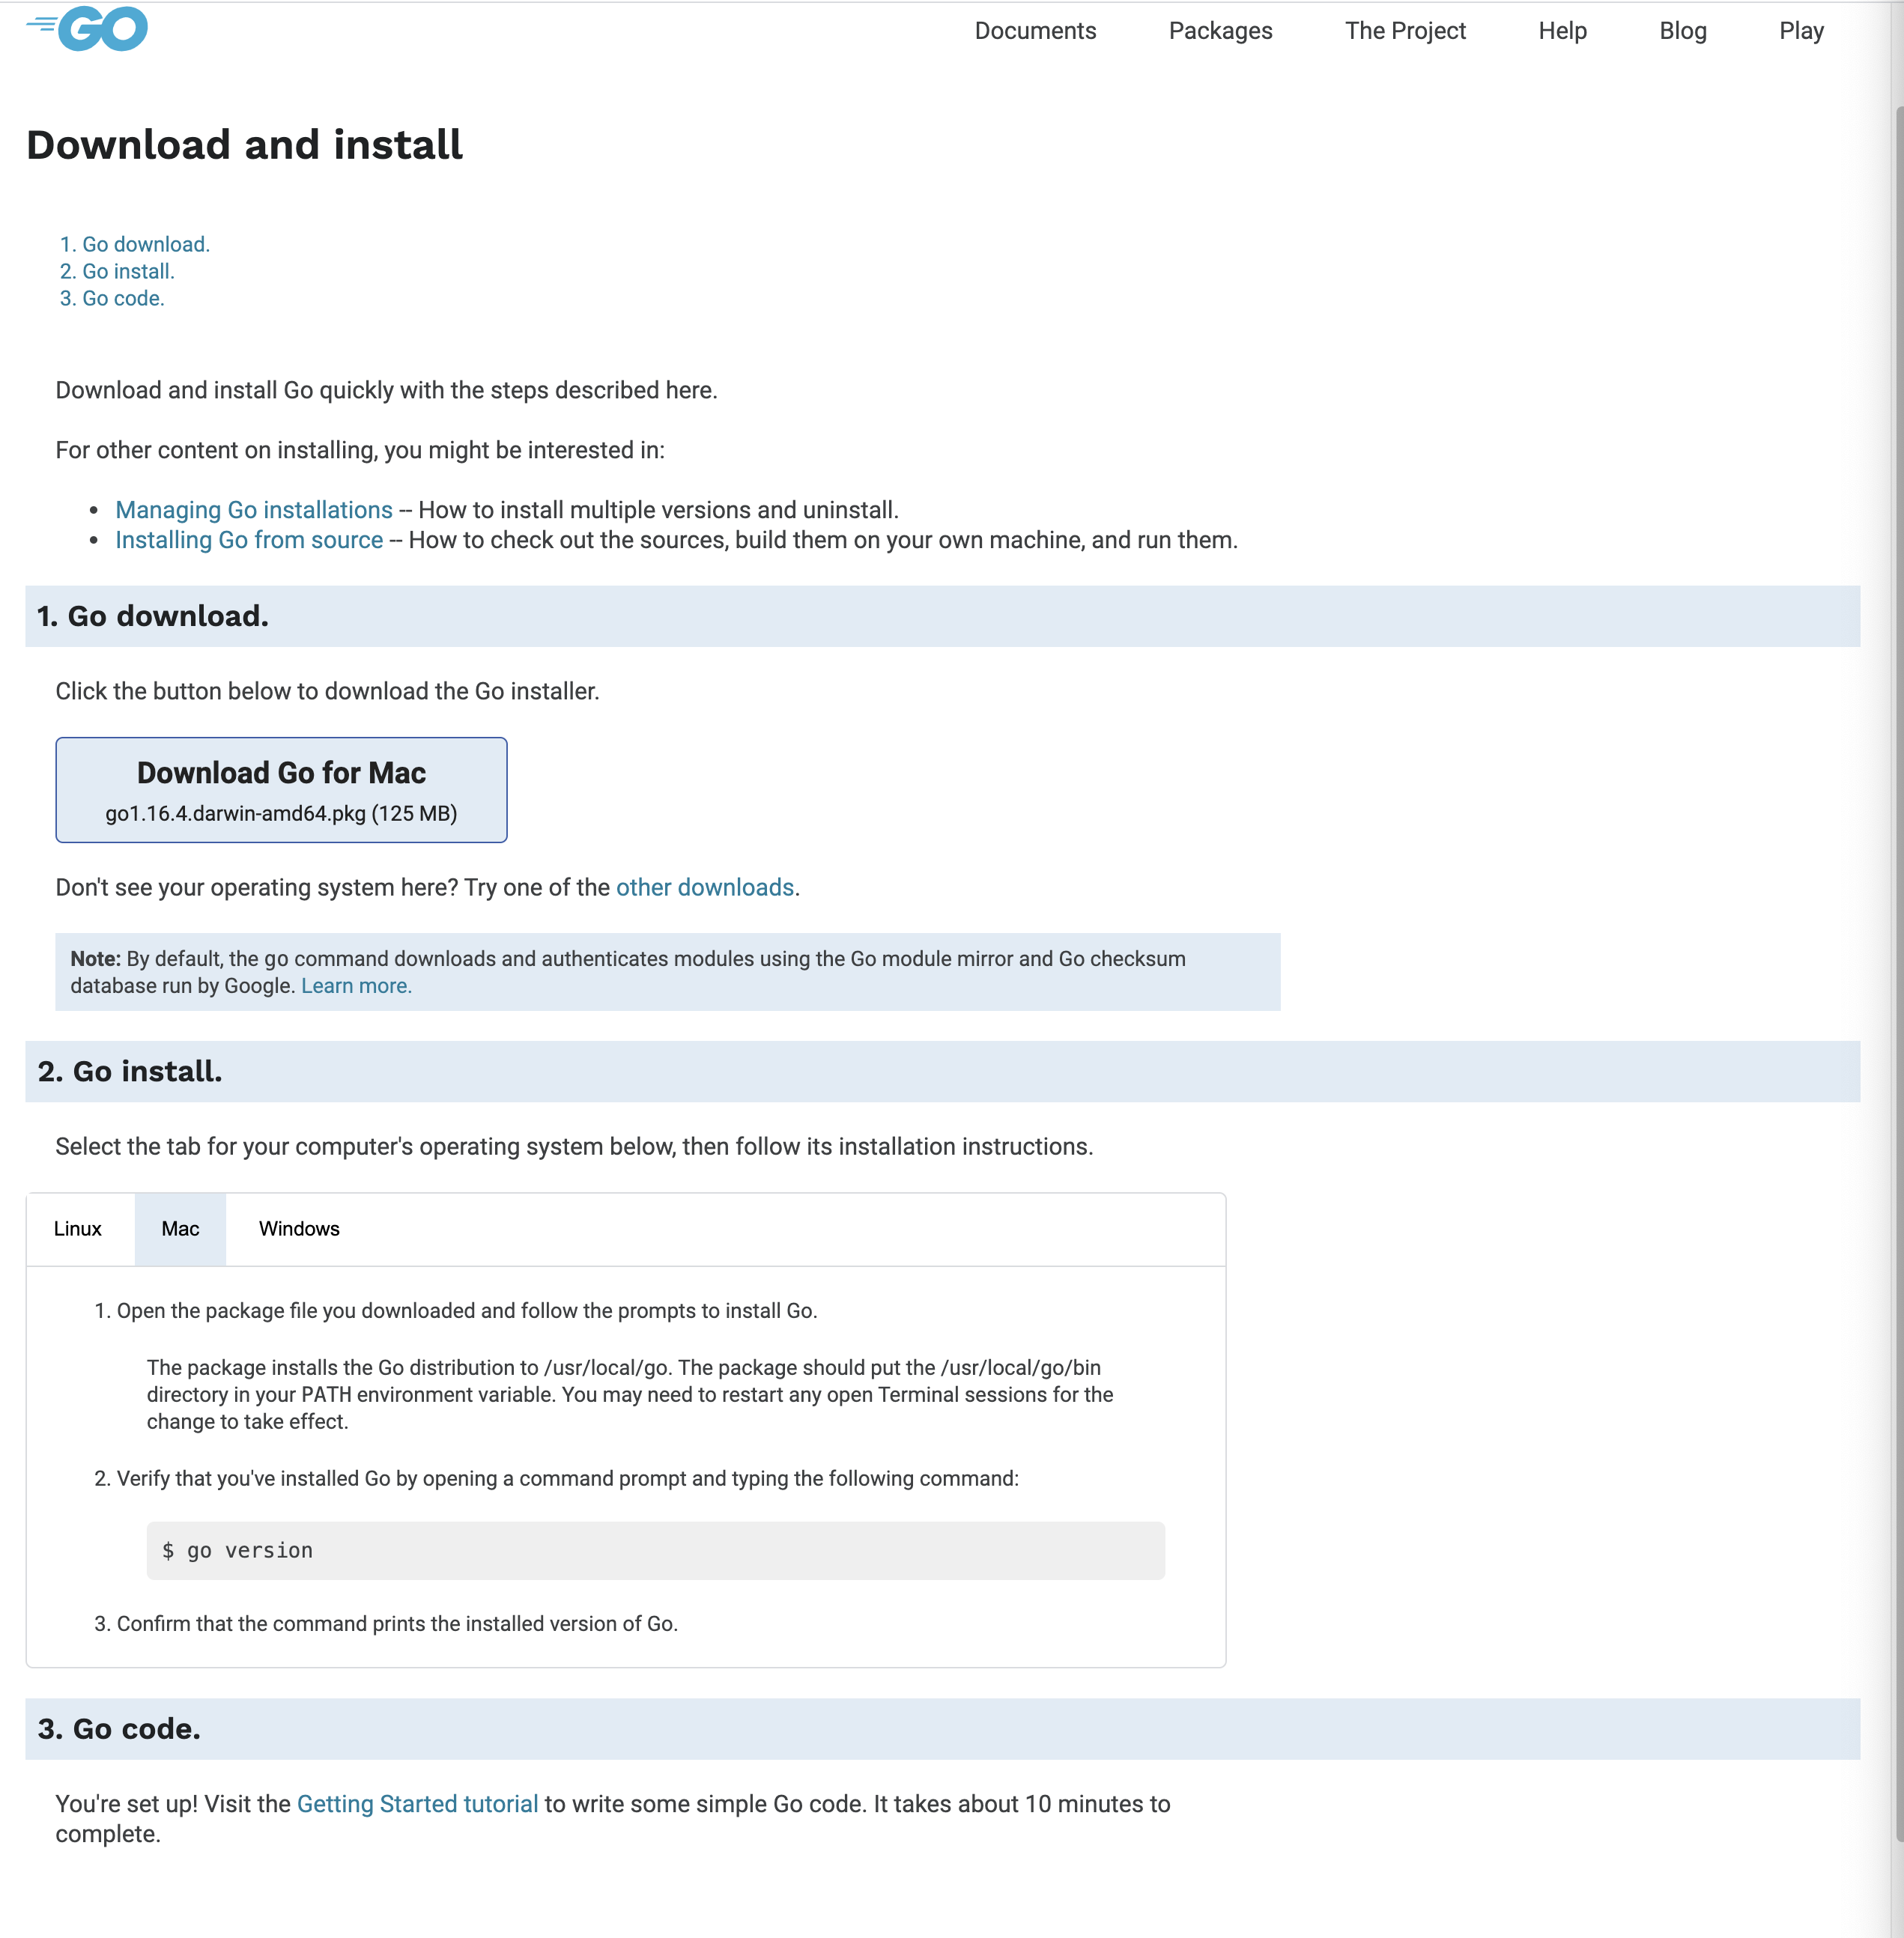 GO
Documents Packages The Project Help Blog Play
Download and install
1. Go download.
2. Go install.
3. Go code.
Download and install Go quickly with the steps described here.
For other content on installing, you might be interested in:
• Managing Go installations -- How to install multiple versions and uninstall.
• Installing Go from source -- How to check out the sources, build them on your own machine, and run them.
1. Go download.
Click the button below to download the Go installer.
Download Go for Mac
go1.16.4.darwin-amd64.pkg (125 MB)
Don't see your operating system here? Try one of the other downloads.
Note: By default, the go command downloads and authenticates modules using the Go module mirror and Go checksum
database run by Google. Learn more.
2. Go install.
Select the tab for your computer's operating system below, then follow its installation instructions.
Linux Mac Windows
1. Open the package file you downloaded and follow the prompts to install Go.
The package installs the Go distribution to /usr/local/go. The package should put the /usr/local/go/bin
directory in your PATH environment variable. You may need to restart any open Terminal sessions for the
change to take effect.
2. Verify that you've installed Go by opening a command prompt and typing the following command:
$ go version
3. Confirm that the command prints the installed version of Go.
3. Go code.
You're set up! Visit the Getting Started tutorial to write some simple Go code. It takes about 10 minutes to
complete.